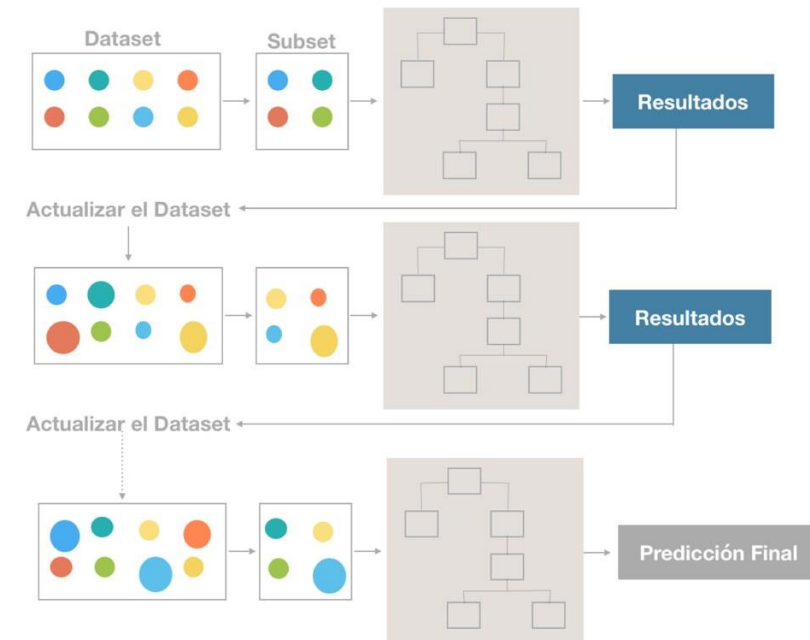 Dataset
Subset
Resultados
Actualizar el Dataset
Resultados
Actualizar el Dataset
Predicción Final